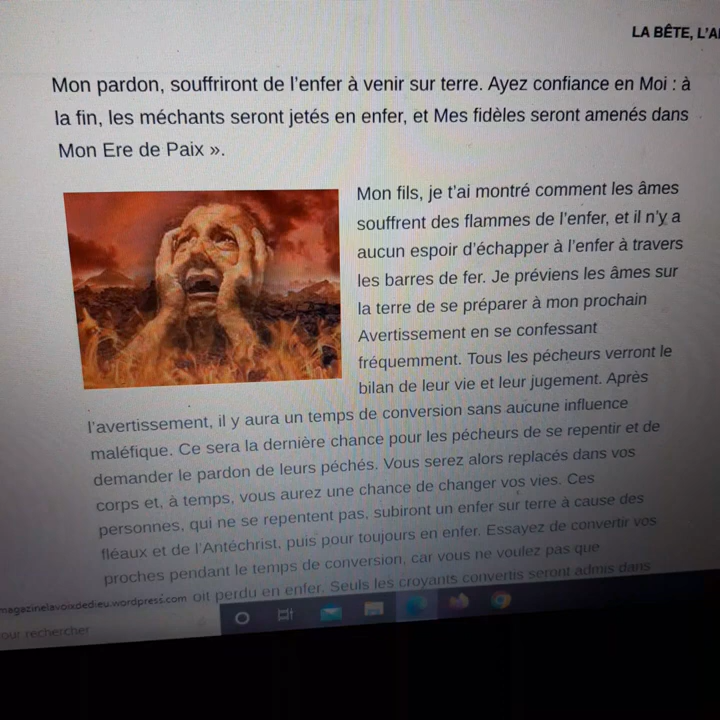 LA BÊTE, L'A
Mon pardon, souffriront de l'enfer à venir sur terre. Ayez confiance en Moi : à
la fin, les méchants seront jetés en enfer, et Mes fidèles seront amenés dans
Mon Ere de Paix ».
Mon fils, je t'ai montré comment les âmes
souffrent des flammes de l'enfer, et il n'y a
aucun espoir d'échapper à l'enfer à travers
les barres de fer. Je préviens les âmes sur
la terre de se préparer à mon prochain
Avertissement en se confessant
fréquemment. Tous les pécheurs verront le
bilan de leur vie et leur jugement. Après
l'avertissement, il y aura un temps de conversion sans aucune influence
maléfique. Ce sera la dernière chance pour les pécheurs de se repentir et de
demander le pardon de leurs péchés. Vous serez alors replacés dans vos
corps et, à temps, vous aurez une chance de changer vos vies. Ces
personnes, qui ne se repentent pas, subiront un enfer sur terre à cause des
fléaux et de l'Antéchrist, puis pour toujours en enfer. Essayez de convertir vos
proches pendant le temps de conversion, car vous ne voulez pas que
oit perdu en enfer. Seuls les croyants convertis seront admis dans
magazinelavoixdedieu.wordpress.com
our rechercher